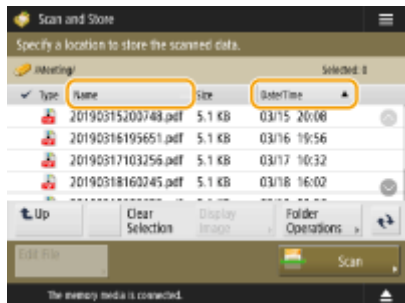 Scan and Store
Specify a location to store the scanned data.
/Meeting/ Selected: 0
Type Name Size Date/Time
20190315200748.pdf 5.1 KB 03/15 20:08
20190316195651.pdf 5.1 KB 03/16 19:56
20190317103256.pdf 5.1 KB 03/17 10:32
20190318160245.pdf 5.1 KB 03/18 16:02
Up Clear Selection Display Image Folder Operations
Edit File Scan
The memory media is connected.